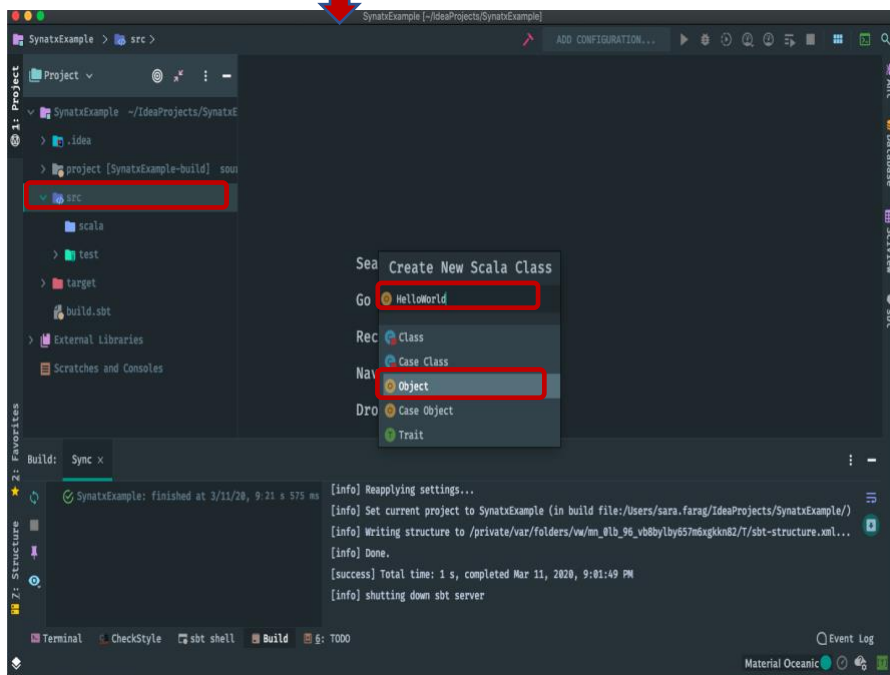 SynatxExample [~/IdeaProjects/SynatxExample]
SynatxExample > src >
ADD CONFIGURATION...
1: Project
Project
SynatxExample ~/IdeaProjects/SynatxE
.idea
project [SynatxExample-build] sour
src
scala
test
target
build.sbt
External Libraries
Scratches and Consoles
Sea
Go
Rec
Nav
Dro
Create New Scala Class
HelloWorld
Class
Case Class
Object
Case Object
Trait
2: Favorites
Z: Structure
Build: Sync ×
SynatxExample: finished at 3/11/20, 9:21 s 575 ms
[info] Reapplying settings...
[info] Set current project to SynatxExample (in build file:/Users/sara.farag/IdeaProjects/SynatxExample/)
[info] Writing structure to /private/var/folders/vw/mn_0lb_96_vb8bylby657m6xgkkn82/T/sbt-structure.xml...
[info] Done.
[success] Total time: 1 s, completed Mar 11, 2020, 9:01:49 PM
[info] shutting down sbt server
Terminal CheckStyle sbt shell Build 6: TODO
Event Log
Material Oceanic